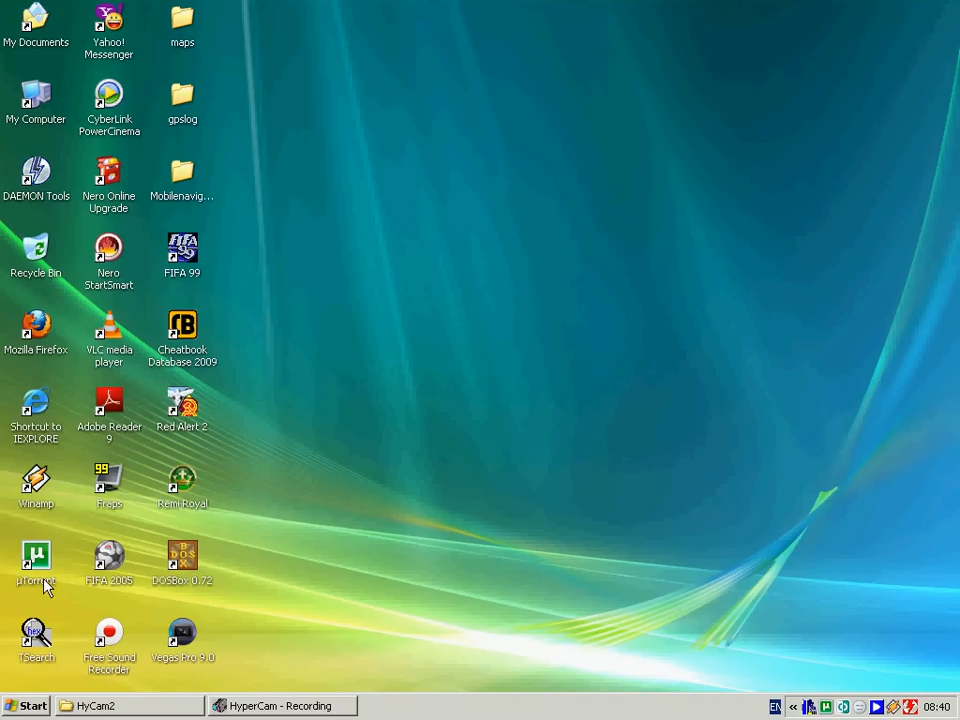 My Documents
Yahoo!
Messenger
maps
My Computer
CyberLink
PowerCinema
gpslog
DAEMON Tools
Nero Online
Upgrade
Mobilenavig...
Recycle Bin
Nero
StartSmart
FIFA 99
Mozilla Firefox
VLC media
player
Cheatbook
Database 2009
Shortcut to
IEXPLORE
Adobe Reader
9
Red Alert 2
Winamp
Fraps
Remi Royal
µTorrent
FIFA 2005
DOSBox 0.72
TSearch
Free Sound
Recorder
Vegas Pro 9.0
Start
HyCam2
HyperCam - Recording
EN
08:40